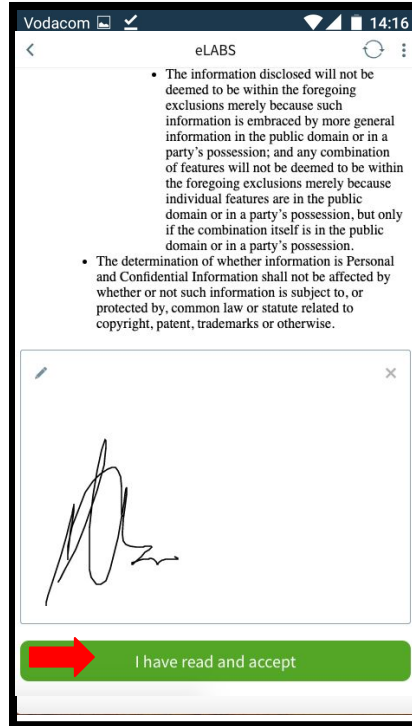 Vodacom 14:16
eLABS
• The information disclosed will not be
deemed to be within the foregoing
exclusions merely because such
information is embraced by more general
information in the public domain or in a
party’s possession; and any combination
of features will not be deemed to be within
the foregoing exclusions merely because
individual features are in the public
domain or in a party’s possession, but only
if the combination itself is in the public
domain or in a party’s possession.
• The determination of whether information is Personal
and Confidential Information shall not be affected by
whether or not such information is subject to, or
protected by, common law or statute related to
copyright, patent, trademarks or otherwise.
I have read and accept